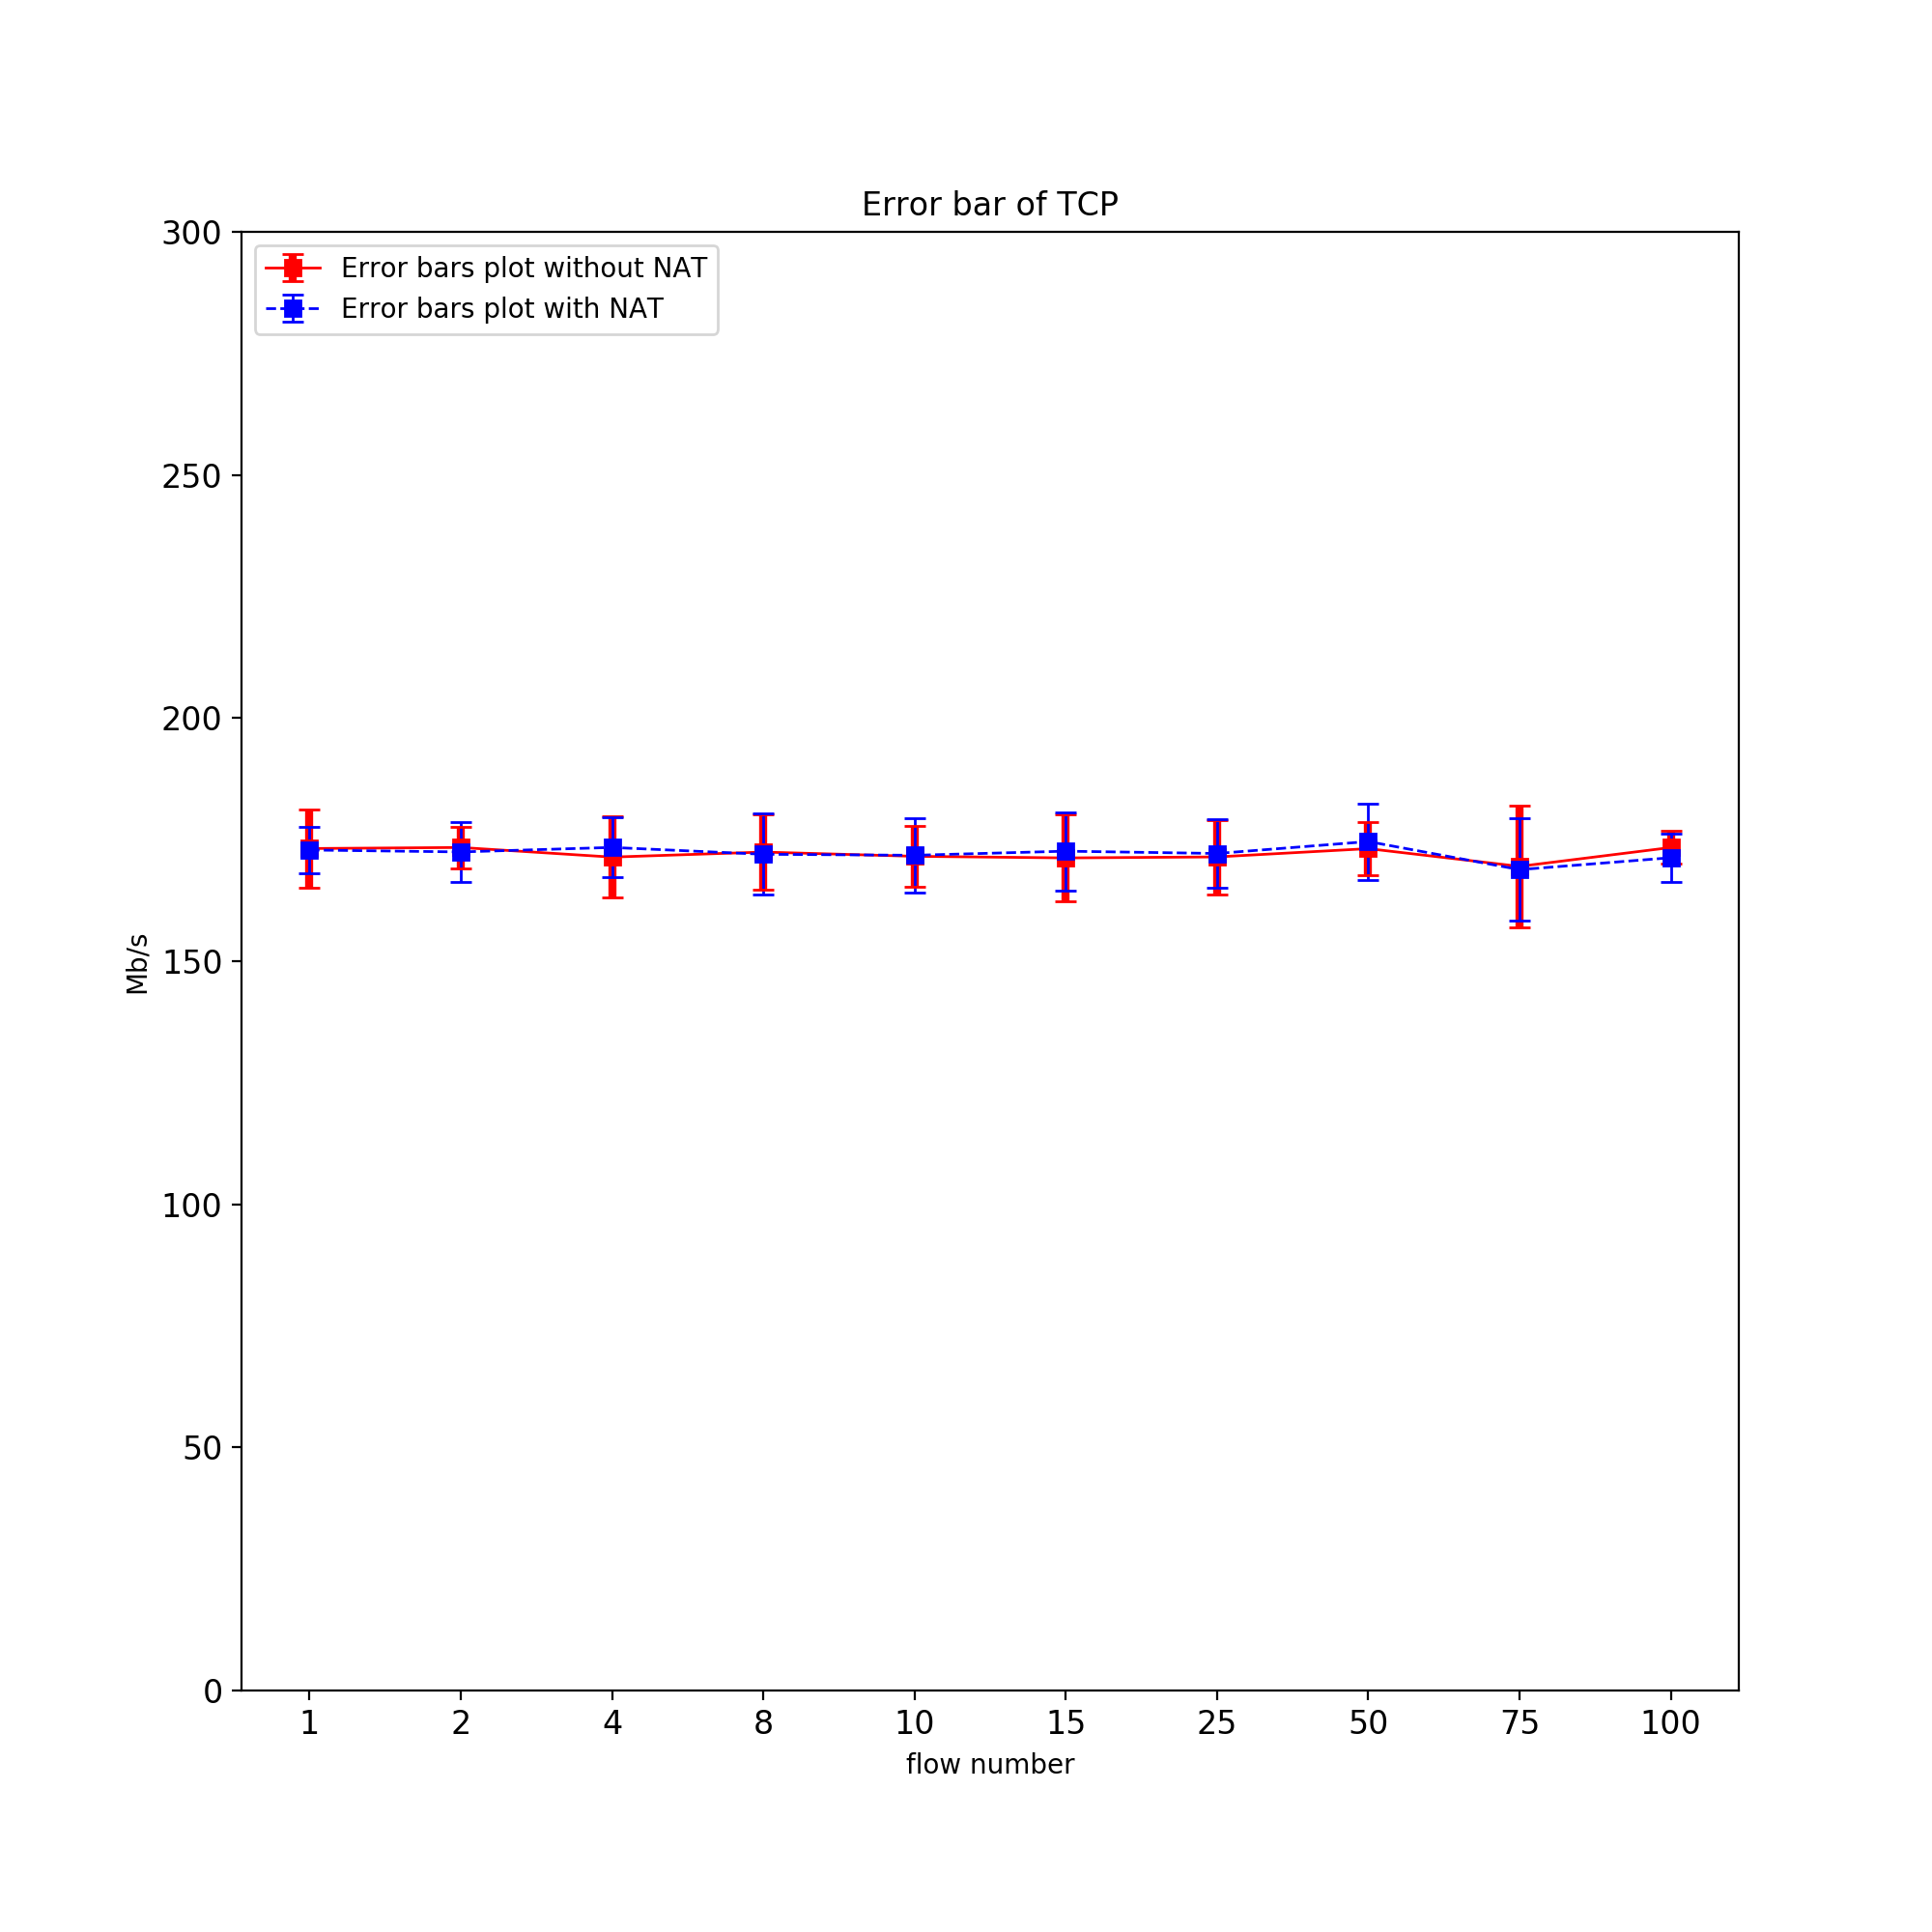 Error bar of TCP
Error bars plot without NAT
Error bars plot with NAT
300
250
200
150
100
50
0
Mb/s
1 2 4 8 10 15 25 50 75 100
flow number